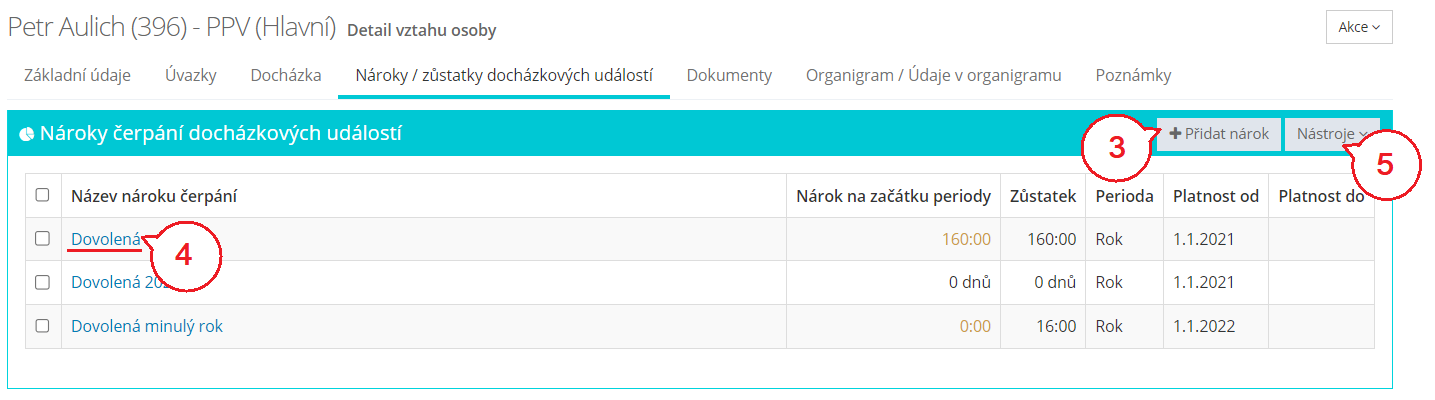 Petr Aulich (396) - PPV (Hlavní) Detail vztahu osoby
Akce
Základní údaje Úvazky Docházka Nároky / zůstatky docházkových událostí Dokumenty Organigram / Údaje v organigramu Poznámky
Nároky čerpání docházkových událostí
3
Přidat nárok
Nástroje
5
Název nároku čerpání Nárok na začátku periody Zůstatek Perioda Platnost od Platnost do
Dovolená 160:00 160:00 Rok 1.1.2021
4
Dovolená 0 dnů 0 dnů Rok 1.1.2021
Dovolená minulý rok 0:00 16:00 Rok 1.1.2022